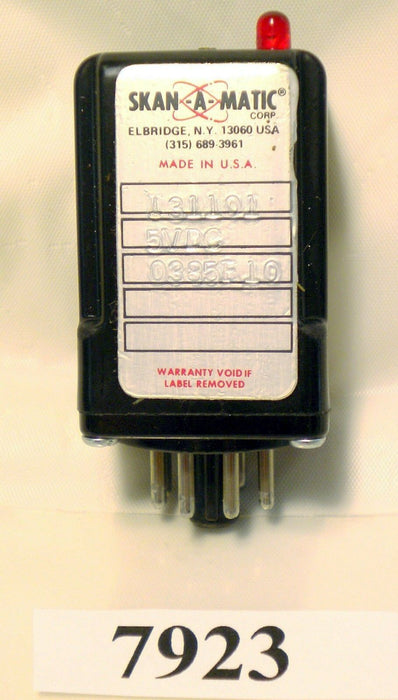 SKAN-A-MATIC®
CORP.
ELBRIDGE, N.Y. 13060 USA
(315) 689-3961
MADE IN U.S.A.
131191
5VDC
0385F10
WARRANTY VOID IF
LABEL REMOVED
7923